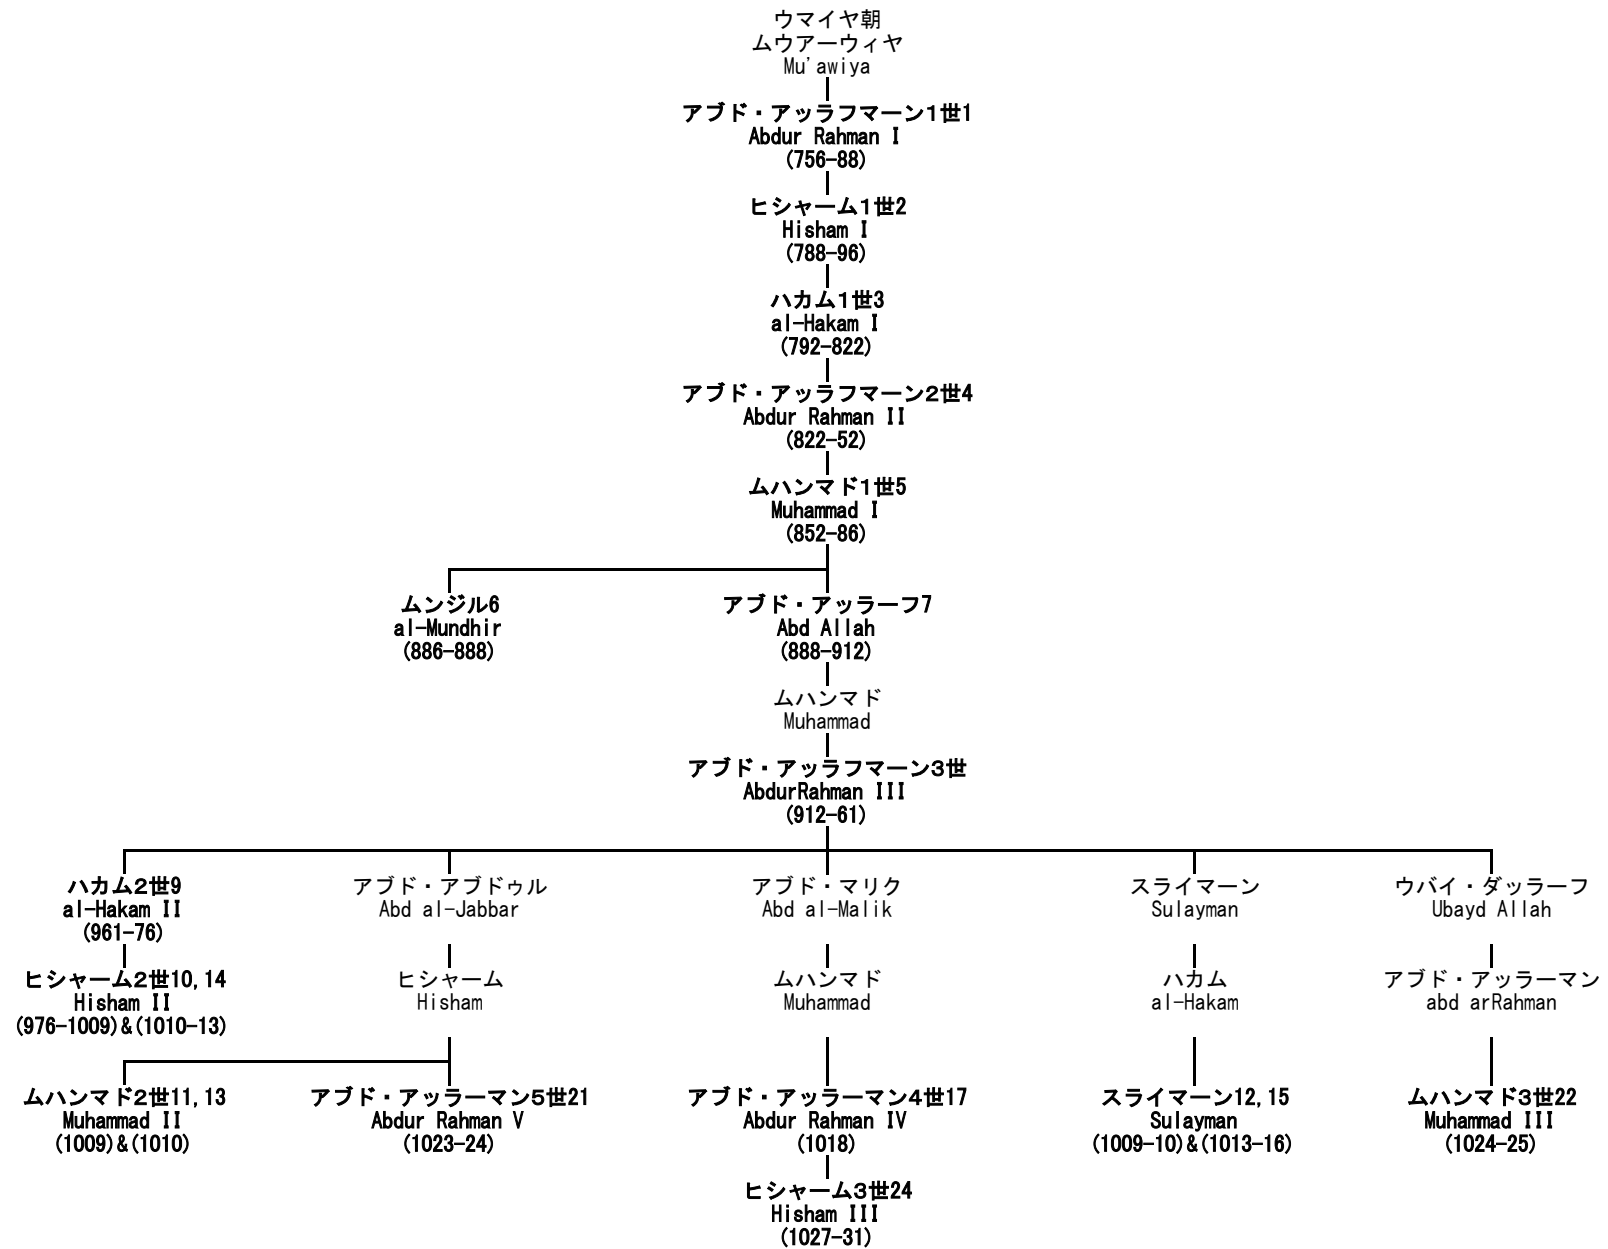 ウマイヤ朝
ムウアーウィヤ
Mu'awiya
アブド・アッラフマーン１世1
Abdur Rahman I
(756-88)
ヒシャーム１世2
Hisham I
(788-96)
ハカム１世3
al-Hakam I
(792-822)
アブド・アッラフマーン２世4
Abdur Rahman II
(822-52)
ムハンマド１世5
Muhammad I
(852-86)
ムンジル6
al-Mundhir
(886-888)
アブド・アッラーフ7
Abd Allah
(888-912)
ムハンマド
Muhammad
アブド・アッラフマーン３世
AbdurRahman III
(912-61)
ハカム２世9
al-Hakam II
(961-76)
アブド・アブドゥル
Abd al-Jabbar
アブド・マリク
Abd al-Malik
スライマーン
Sulayman
ウバイ・ダッラーフ
Ubayd Allah
ヒシャーム２世10,14
Hisham II
(976-1009)&(1010-13)
ヒシャーム
Hisham
ムハンマド
Muhammad
ハカム
al-Hakam
アブド・アッラーマン
abd arRahman
ムハンマド２世11,13
Muhammad II
(1009)&(1010)
アブド・アッラーマン５世21
Abdur Rahman V
(1023-24)
アブド・アッラーマン４世17
Abdur Rahman IV
(1018)
スライマーン12,15
Sulayman
(1009-10)&(1013-16)
ムハンマド３世22
Muhammad III
(1024-25)
ヒシャーム３世24
Hisham III
(1027-31)